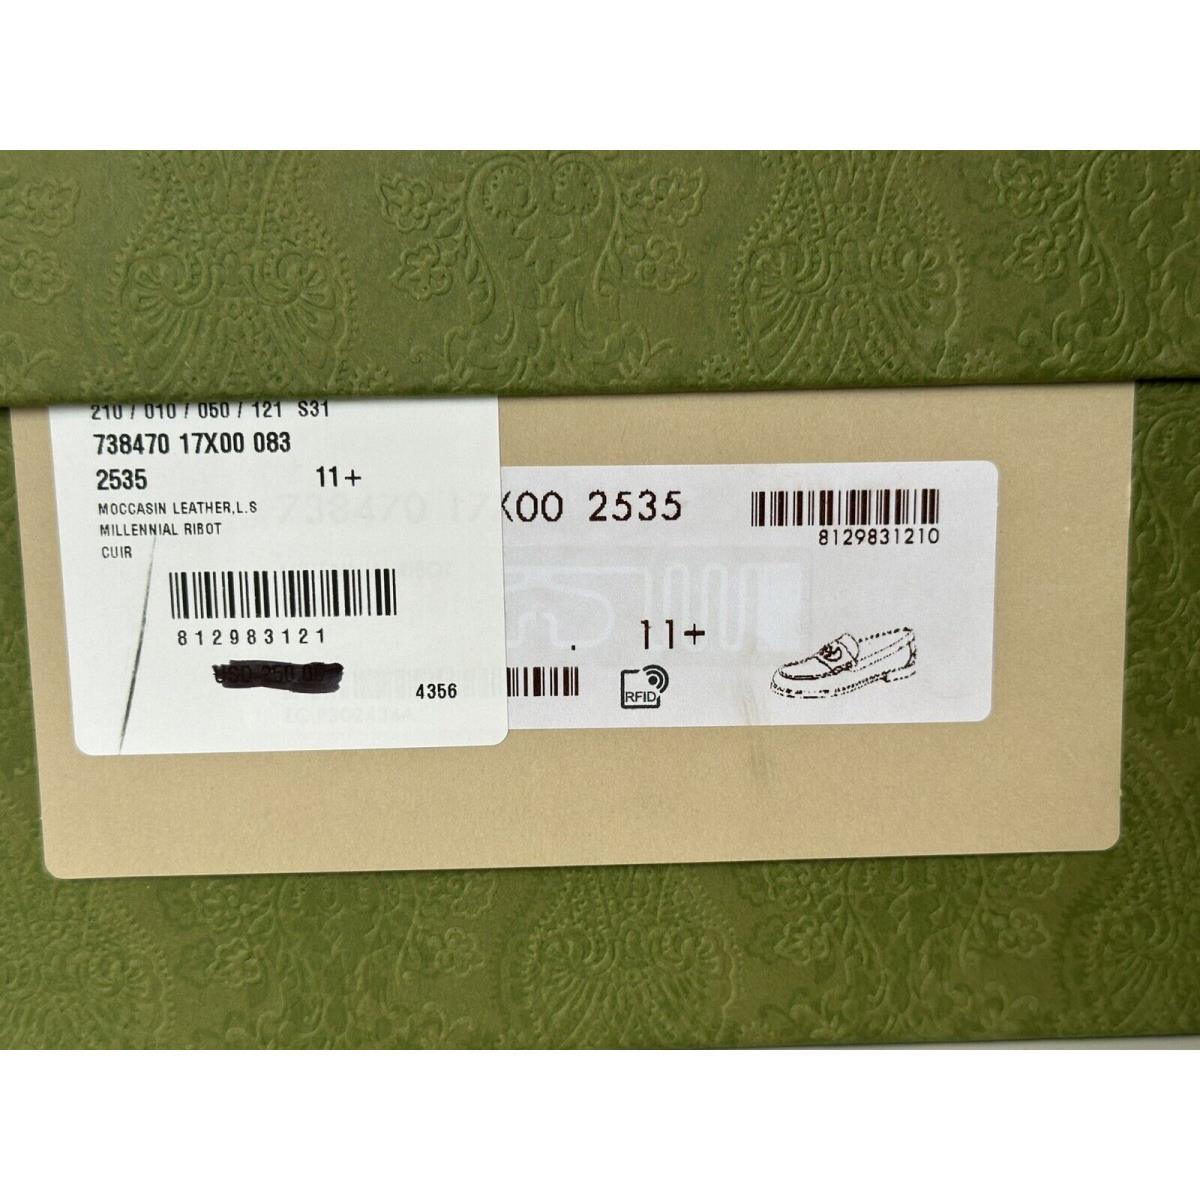 210 / 010 / 050 / 121 S31
738470 17X00 083
2535 11+
MOCCASIN LEATHER,L.S
MILLENNIAL RIBOT
CUIR
812983121
4356
738470 17X00 2535
8129831210
11+
RFID